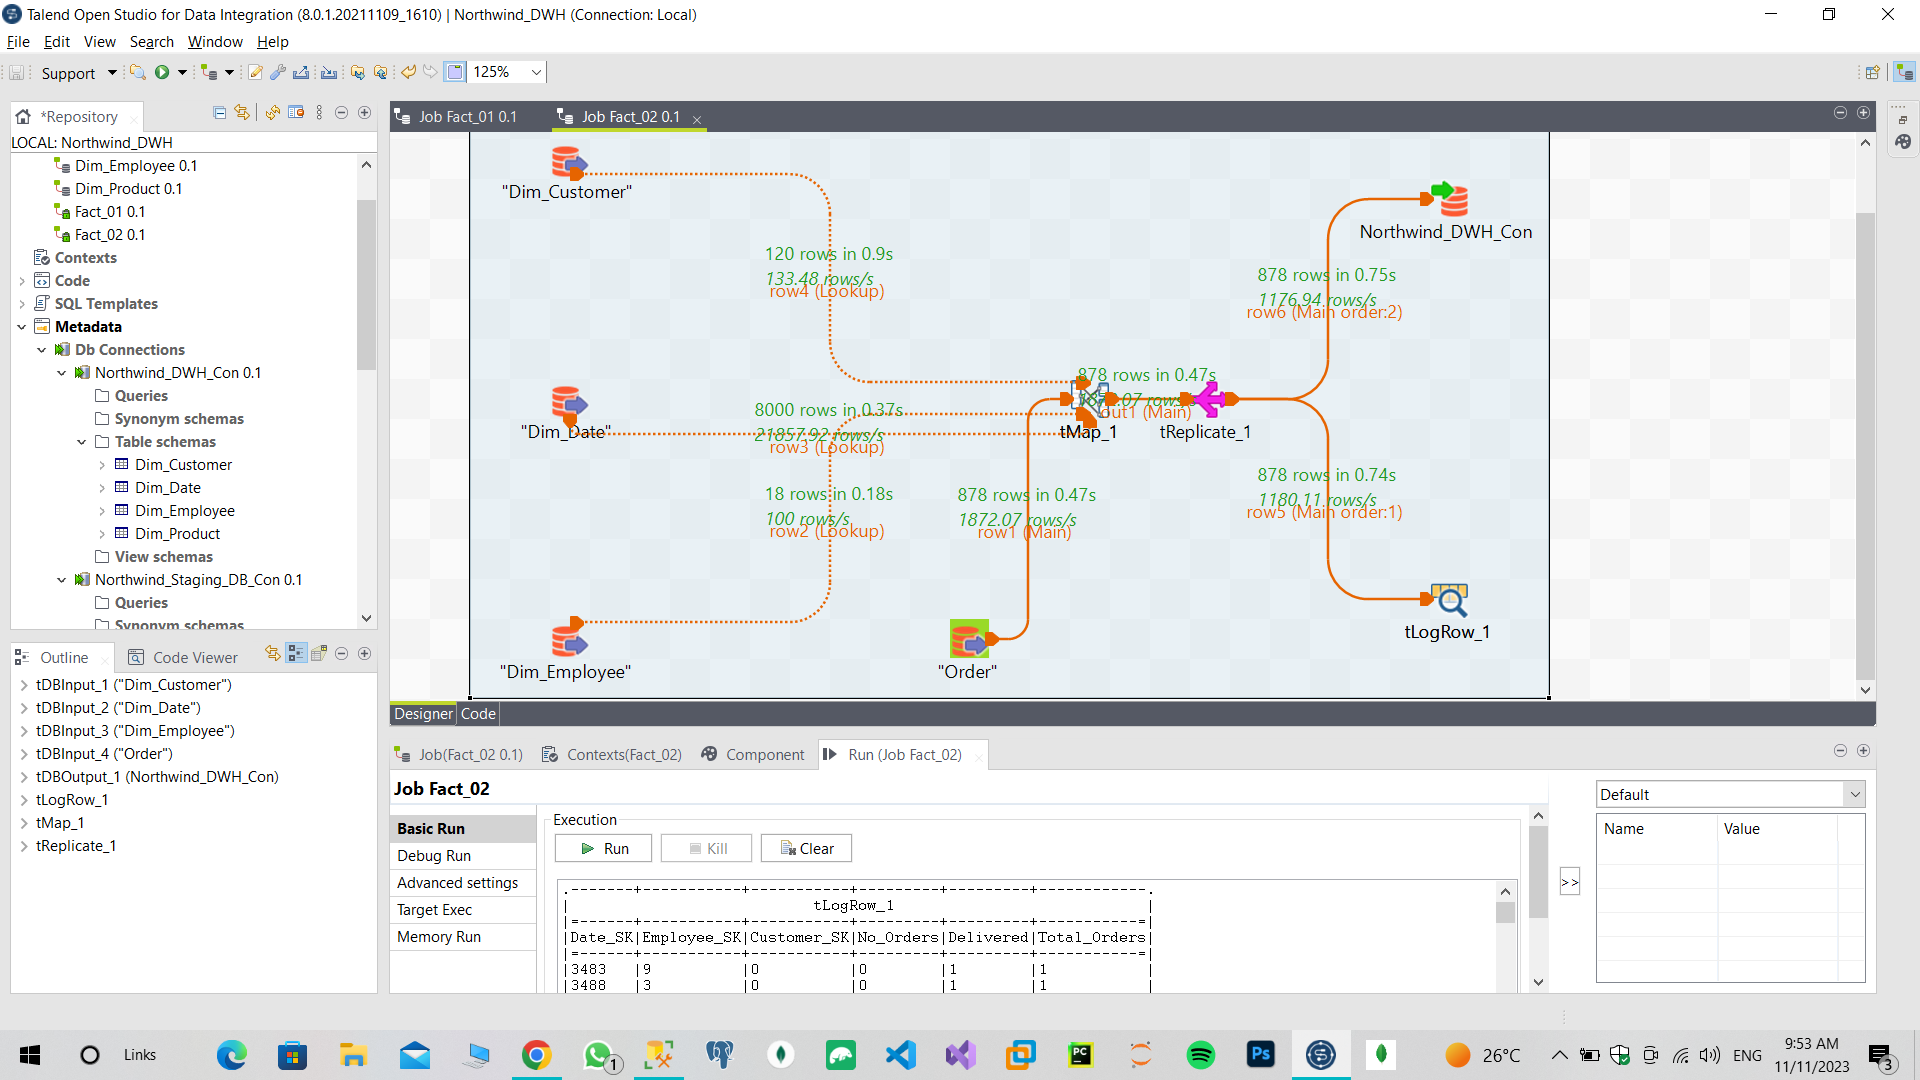 Talend Open Studio for Data Integration (8.0.1.20211109_1610) | Northwind_DWH (Connection: Local)
File Edit View Search Window Help
Support
125%
*Repository
LOCAL: Northwind_DWH
Dim_Employee 0.1
Dim_Product 0.1
Fact_01 0.1
Fact_02 0.1
Contexts
Code
SQL Templates
Metadata
Db Connections
Northwind_DWH_Con 0.1
Queries
Synonym schemas
Table schemas
Dim_Customer
Dim_Date
Dim_Employee
Dim_Product
View schemas
Northwind_Staging_DB_Con 0.1
Queries
Synonym schemas
Outline
Code Viewer
tDBInput_1 ("Dim_Customer")
tDBInput_2 ("Dim_Date")
tDBInput_3 ("Dim_Employee")
tDBInput_4 ("Order")
tDBOutput_1 (Northwind_DWH_Con)
tLogRow_1
tMap_1
tReplicate_1
Job Fact_01 0.1
Job Fact_02 0.1
"Dim_Customer"
120 rows in 0.9s
133.48 rows/s
row4 (Lookup)
Northwind_DWH_Con
878 rows in 0.75s
1176.94 rows/s
row6 (Main order:2)
"Dim_Date"
8000 rows in 0.37s
21857.92 rows/s
row3 (Lookup)
878 rows in 0.47s
out1 (Main)
tMap_1
tReplicate_1
18 rows in 0.18s
100 rows/s
row2 (Lookup)
878 rows in 0.47s
1872.07 rows/s
row1 (Main)
878 rows in 0.74s
1180.11 rows/s
row5 (Main order:1)
tLogRow_1
"Dim_Employee"
"Order"
Designer Code
Job(Fact_02 0.1)
Contexts(Fact_02)
Component
Run (Job Fact_02)
Job Fact_02
Basic Run
Debug Run
Advanced settings
Target Exec
Memory Run
Execution
Run
Kill
Clear
.-------+-----------+-----------+---------+---------+------------.
| tLogRow_1 |
|=------+-----------+-----------+---------+---------+-----------=|
|Date_SK|Employee_SK|Customer_SK|No_Orders|Delivered|Total_Orders|
|=------+-----------+-----------+---------+---------+-----------=|
|3483 |9 |0 |0 |1 |1 |
|3488 |3 |0 |0 |1 |1 |
>>
Default
Name Value
Links
1
PC
Ps
26°C
ENG
9:53 AM
11/11/2023
3